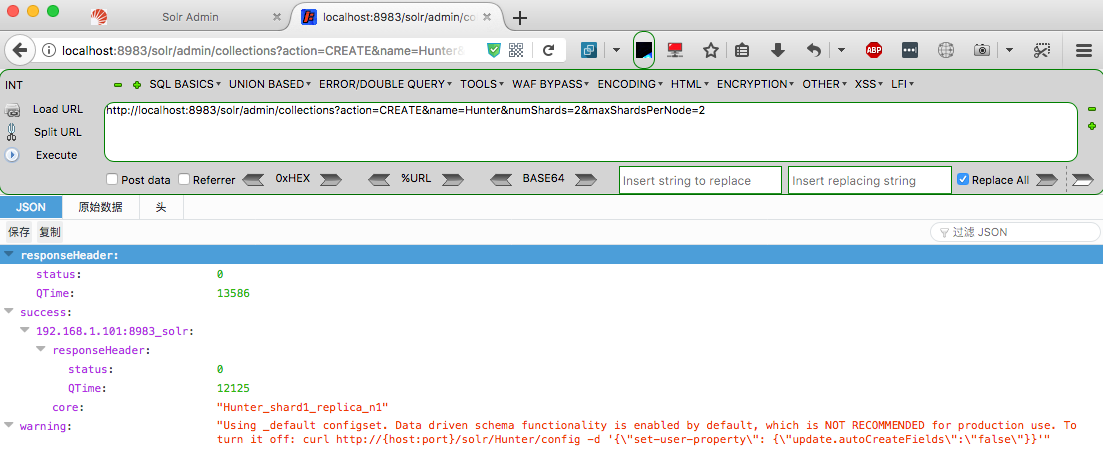 Solr Admin
localhost:8983/solr/admin/co
localhost:8983/solr/admin/collections?action=CREATE&name=Hunter&
ABP
INT
SQL BASICS UNION BASED ERROR/DOUBLE QUERY TOOLS WAF BYPASS ENCODING HTML ENCRYPTION OTHER XSS LFI
Load URL
http://localhost:8983/solr/admin/collections?action=CREATE&name=Hunter&numShards=2&maxShardsPerNode=2
Split URL
Execute
Post data Referrer 0xHEX %URL BASE64 Insert string to replace Insert replacing string Replace All
JSON 原始数据 头
保存 复制 过滤 JSON
responseHeader:
status: 0
QTime: 13586
success:
192.168.1.101:8983_solr:
responseHeader:
status: 0
QTime: 12125
core: "Hunter_shard1_replica_n1"
warning: "Using _default configset. Data driven schema functionality is enabled by default, which is NOT RECOMMENDED for production use. To
turn it off: curl http://{host:port}/solr/Hunter/config -d '{\"set-user-property\": {\"update.autoCreateFields\":\"false\"}}'"